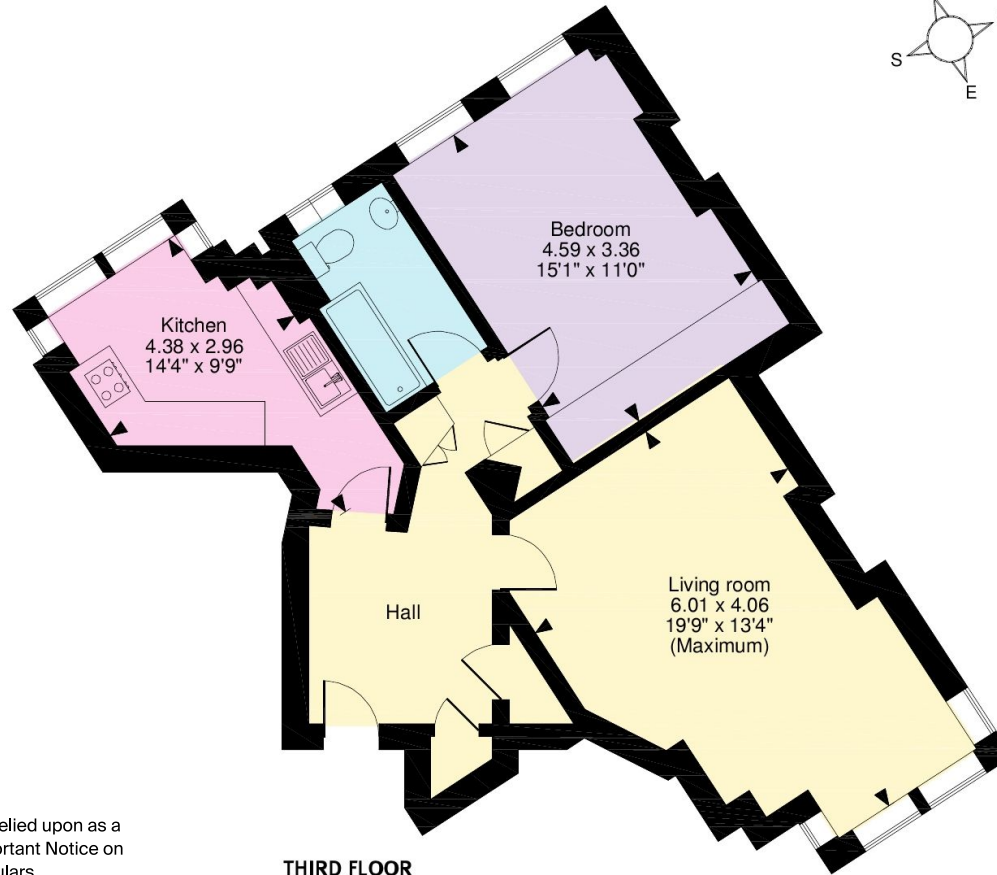 S
E
Bedroom
4.59 x 3.36
15'1" x 11'0"
Kitchen
4.38 x 2.96
14'4" x 9'9"
Living room
6.01 x 4.06
19'9" x 13'4"
(Maximum)
Hall
elied upon as a
ortant Notice on
ulars
THIRD FLOOR